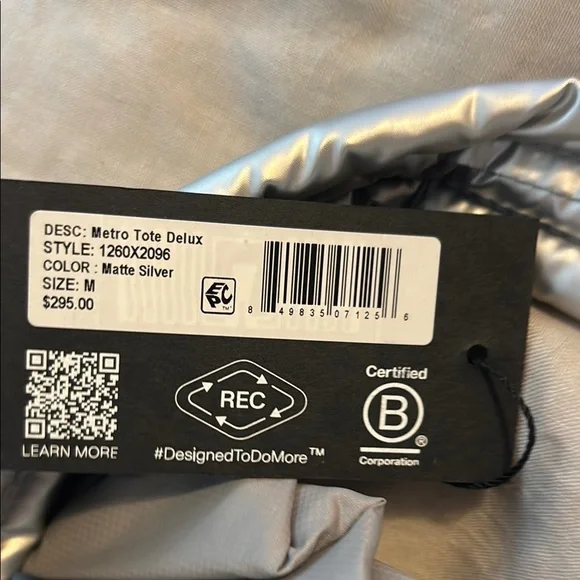 DESC: Metro Tote Delux
STYLE: 1260X2096
COLOR : Matte Silver
SIZE: M
$295.00
EPC™
8 49835 07125 6
LEARN MORE
REC
#DesignedToDoMore™
Certified
B®
Corporation